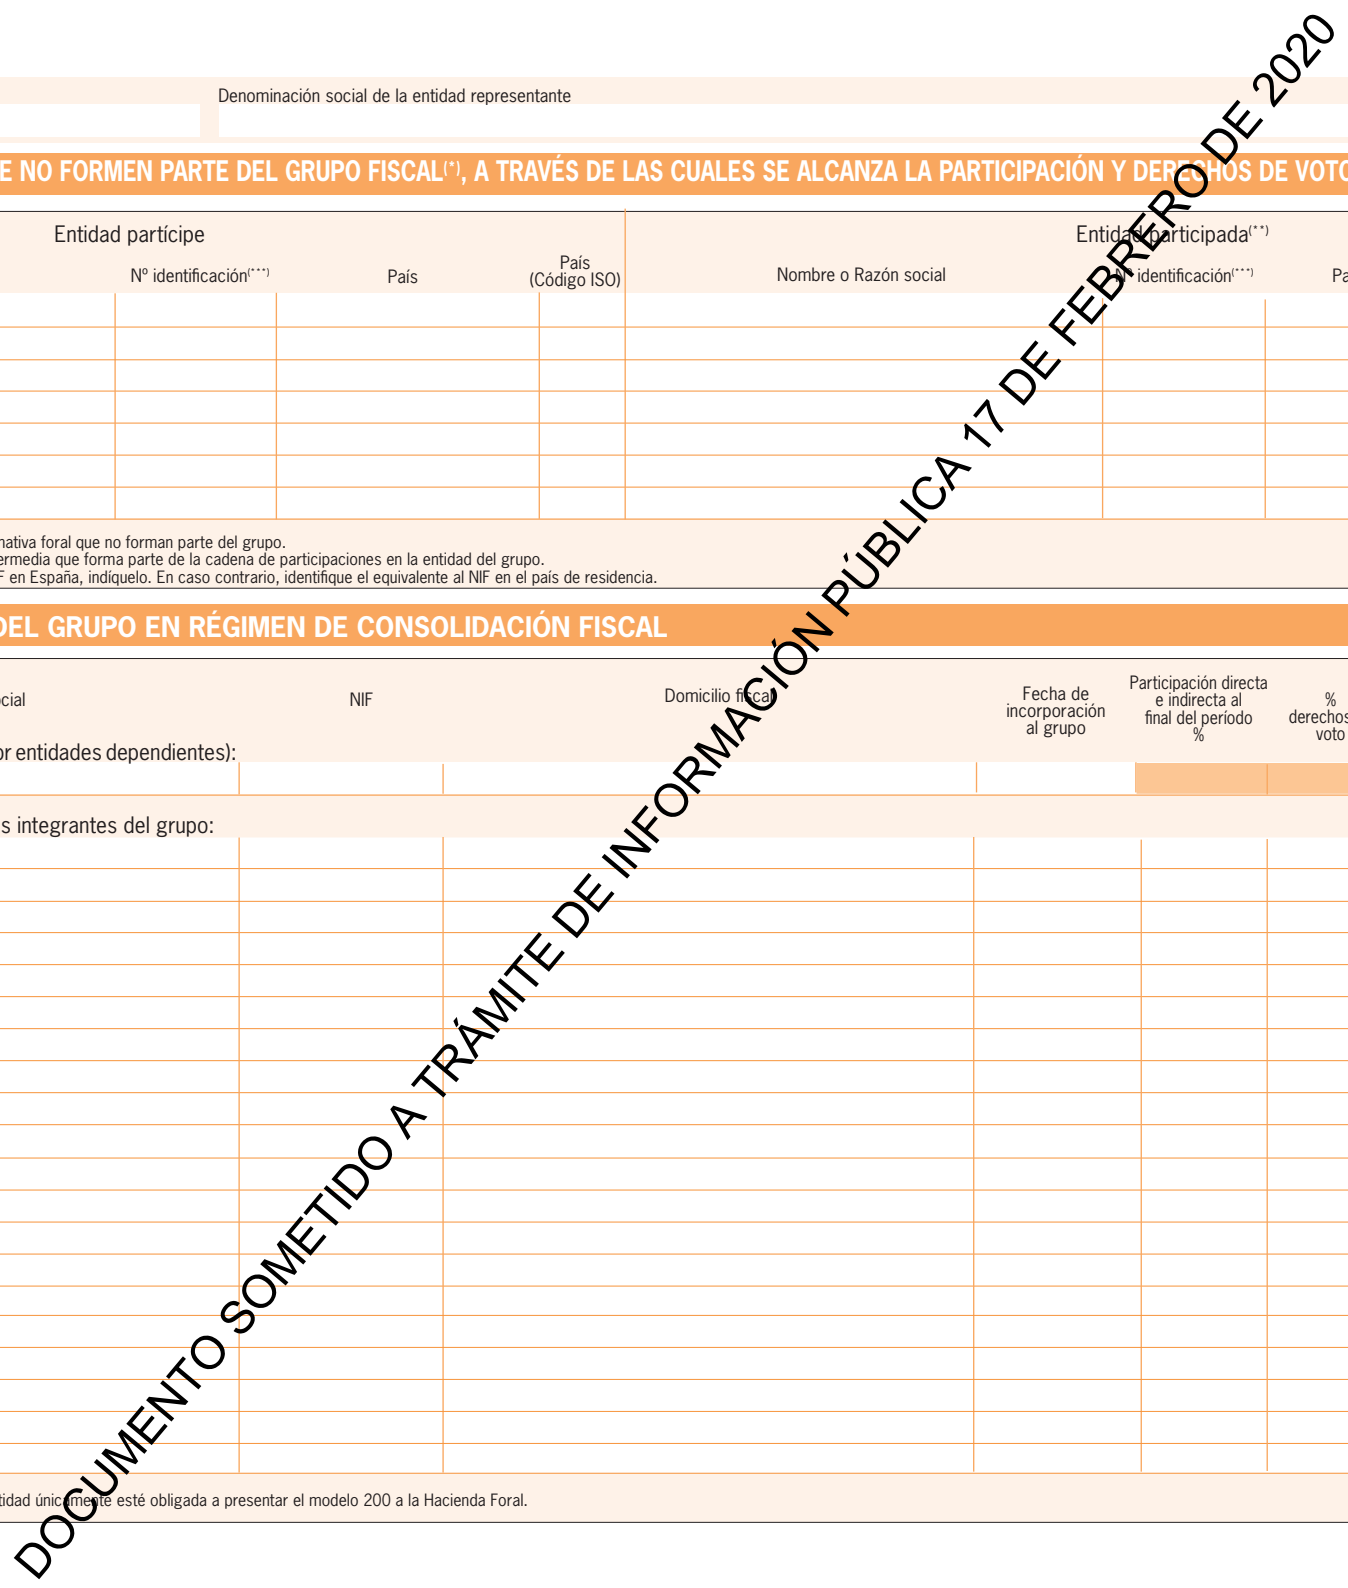 Denominación social de la entidad representante
E NO FORMEN PARTE DEL GRUPO FISCAL(*), A TRAVÉS DE LAS CUALES SE ALCANZA LA PARTICIPACIÓN Y DERECHOS DE VOTO
Entidad partícipe
Entidad participada(**)
Nº identificación(***)
País
País
(Código ISO)
Nombre o Razón social
Nº identificación(***)
Pa
nativa foral que no forman parte del grupo.
ermedia que forma parte de la cadena de participaciones en la entidad del grupo.
F en España, indíquelo. En caso contrario, identifique el equivalente al NIF en el país de residencia.
DEL GRUPO EN RÉGIMEN DE CONSOLIDACIÓN FISCAL
ocial
NIF
Domicilio fiscal
Fecha de
incorporación
al grupo
Participación directa
e indirecta al
final del período
%
%
derechos
voto
or entidades dependientes):
s integrantes del grupo:
tidad únicamente esté obligada a presentar el modelo 200 a la Hacienda Foral.
DOCUMENTO SOMETIDO A TRÁMITE DE INFORMACIÓN PÚBLICA 17 DE FEBRERO DE 2020